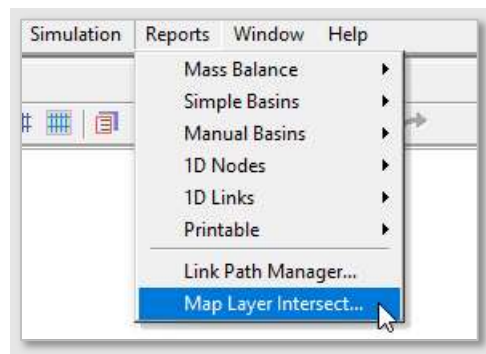 Simulation Reports Window Help
Mass Balance
Simple Basins
Manual Basins
1D Nodes
1D Links
Printable
Link Path Manager...
Map Layer Intersect...